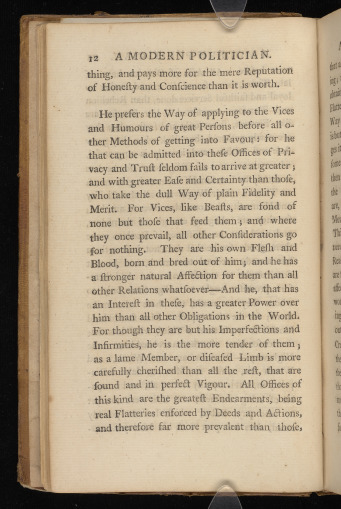 12 A MODERN POLITICIAN.
thing, and pays more for the mere Reputation
of Honeſty and Conſcience than it is worth.
He prefers the Way of applying to the Vices
and Humours of great Perſons before all o-
ther Methods of getting into Favour: for he
that can be admitted into theſe Offices of Pri-
vacy and Truſt ſeldom fails to arrive at greater;
and with greater Eaſe and Certainty than thoſe,
who take the dull Way of plain Fidelity and
Merit. For Vices, like Beaſts, are fond of
none but thoſe that feed them; and where
they once prevail, all other Conſiderations go
for nothing. They are his own Fleſh and
Blood, born and bred out of him; and he has
a ſtronger natural Affection for them than all
other Relations whatſoever—And he, that has
an Intereſt in theſe, has a greater Power over
him than all other Obligations in the World.
For though they are but his Imperfections and
Infirmities, he is the more tender of them;
as a lame Member, or diſeaſed Limb is more
carefully cheriſhed than all the reſt, that are
ſound and in perfect Vigour. All Offices of
this kind are the greateſt Endearments, being
real Flatteries enforced by Deeds and Actions,
and therefore far more prevalent than thoſe,